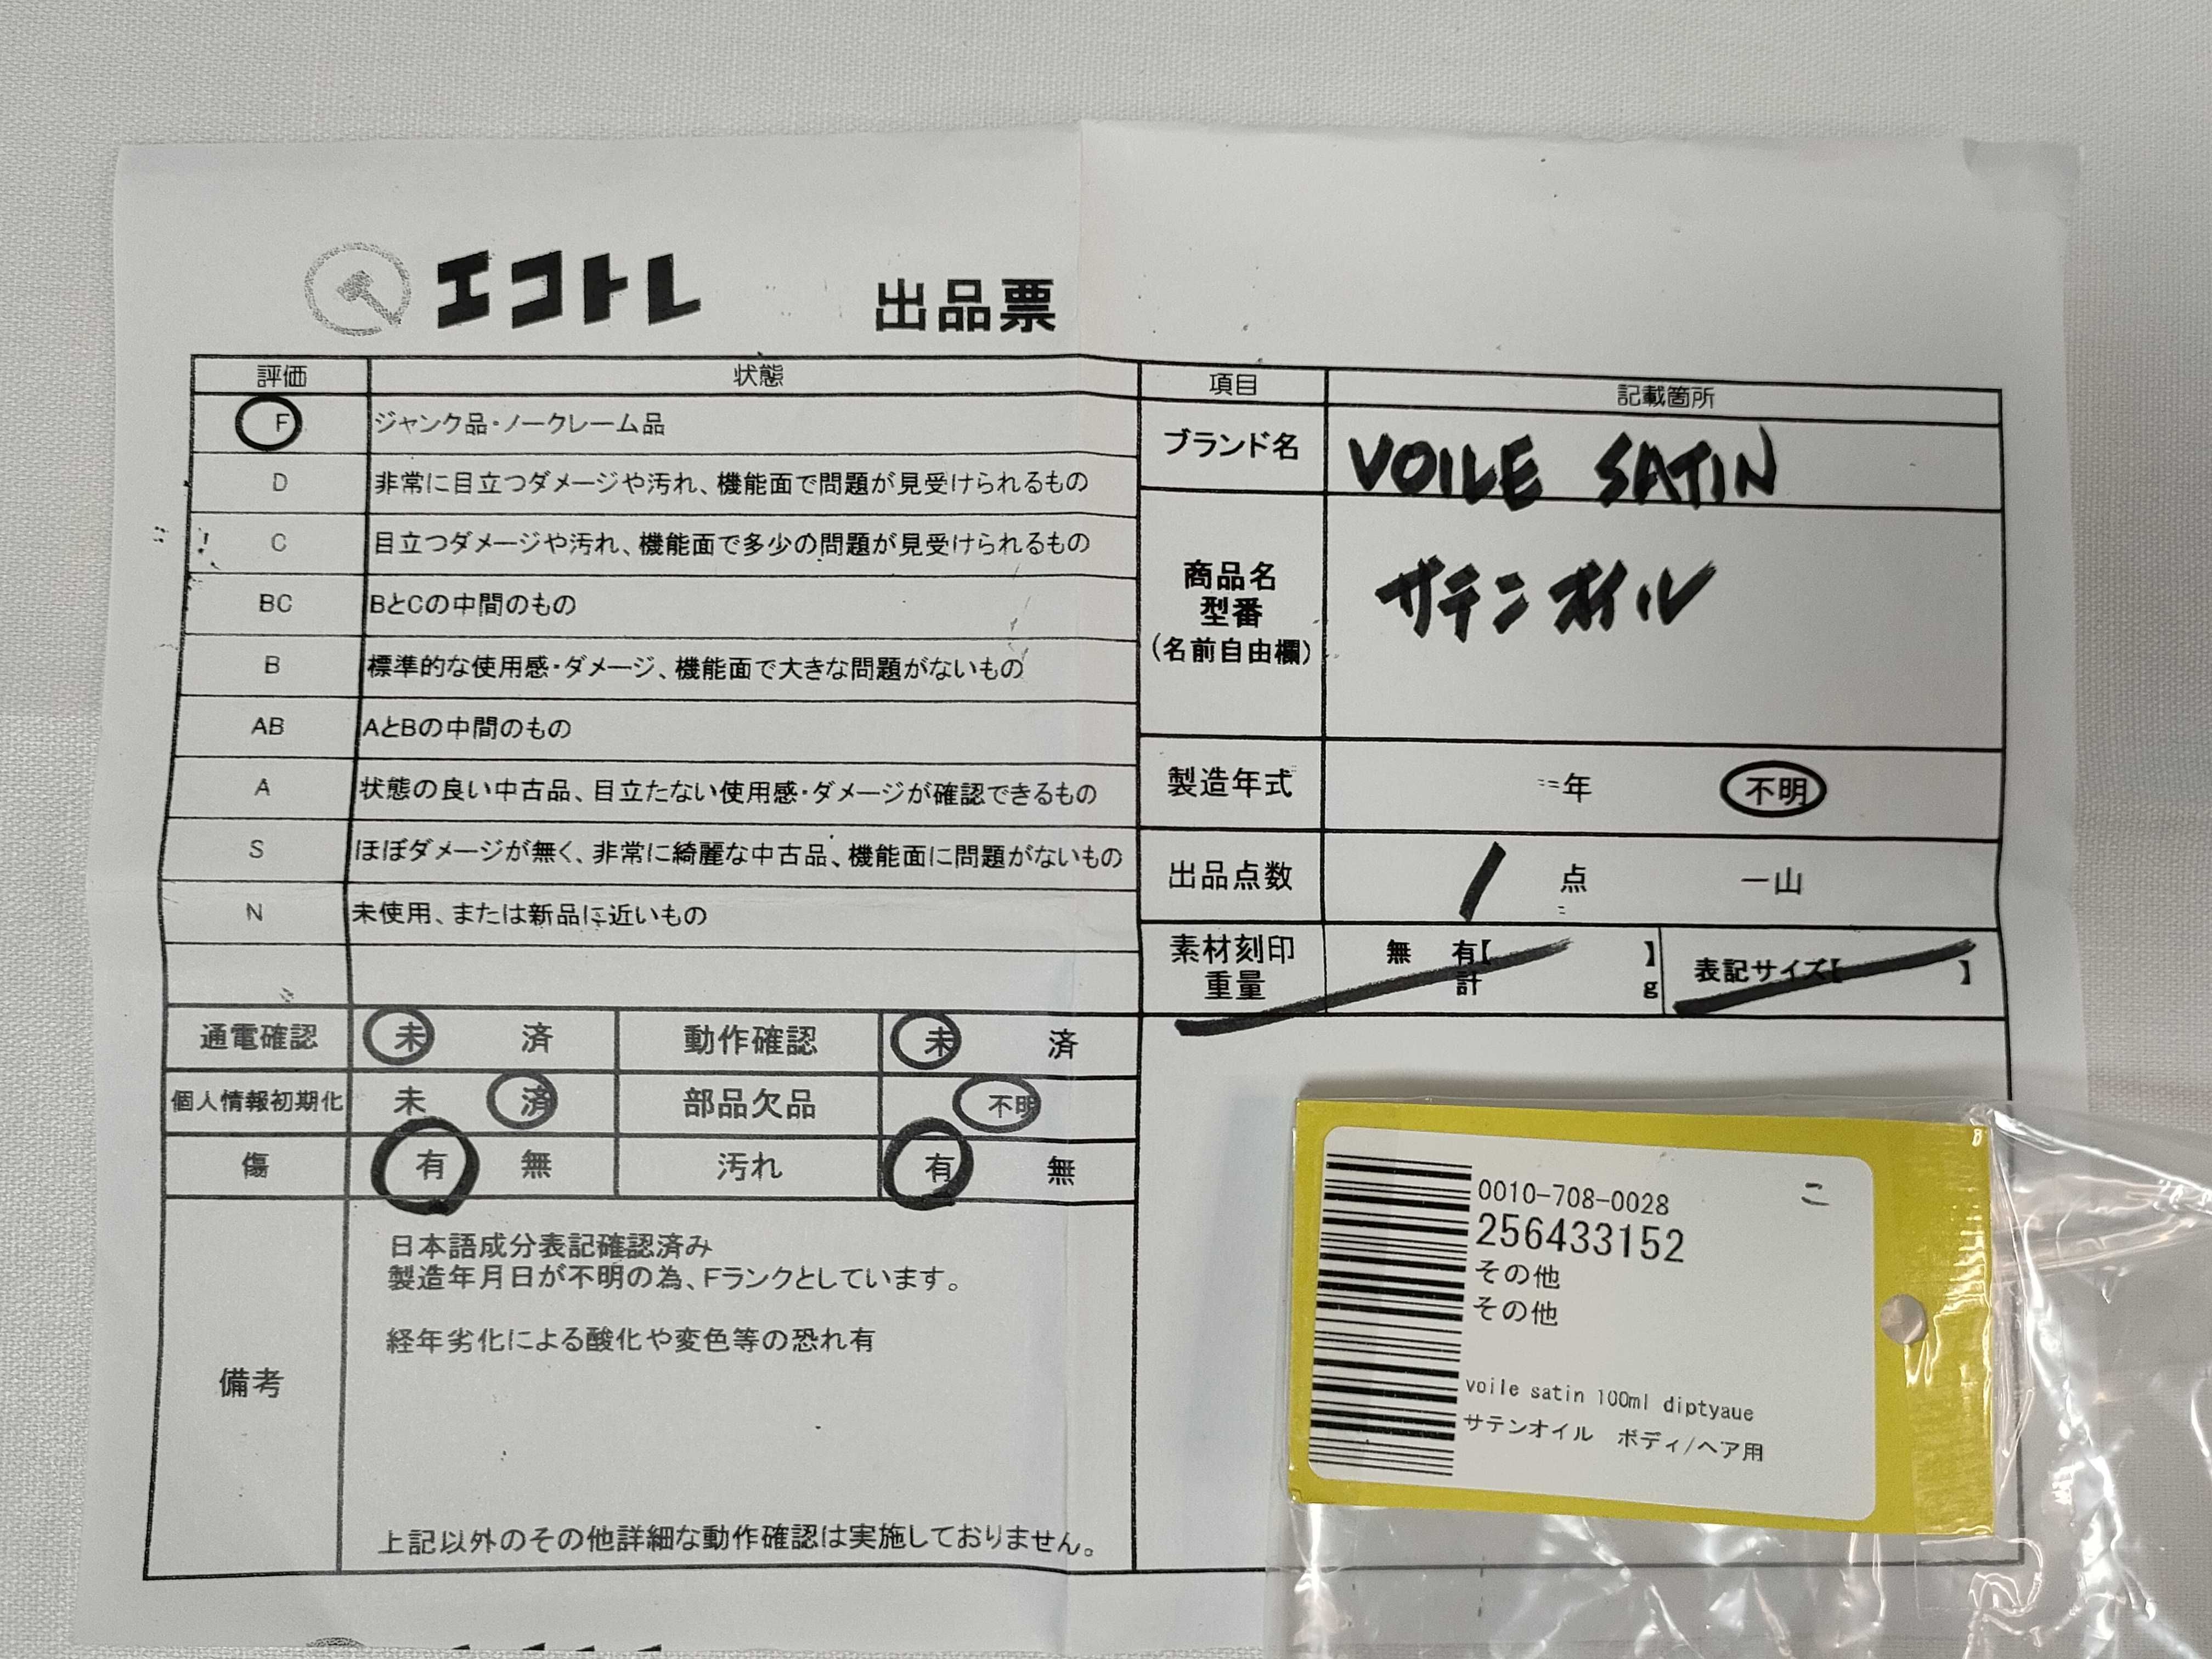 エコトレ 出品票
評価 状態
F ジャンク品・ノークレーム品
D 非常に目立つダメージや汚れ、機能面で問題が見受けられるもの
C 目立つダメージや汚れ、機能面で多少の問題が見受けられるもの
BC BとCの中間のもの
B 標準的な使用感・ダメージ、機能面で大きな問題がないもの
AB AとBの中間のもの
A 状態の良い中古品、目立たない使用感・ダメージが確認できるもの
S ほぼダメージが無く、非常に綺麗な中古品、機能面に問題がないもの
N 未使用、または新品に近いもの
通電確認 未 済 動作確認 未 済
個人情報初期化 未 済 部品欠品 不明
傷 有 無 汚れ 有 無
備考
日本語成分表記確認済み
製造年月日が不明の為、Fランクとしています。
経年劣化による酸化や変色等の恐れ有
上記以外のその他詳細な動作確認は実施しておりません。
項目 記載箇所
ブランド名 VOILE SATIN
商品名
型番
(名前自由欄)
サテンオイル
製造年式 年 不明
出品点数 1 点 一山
素材刻印 無 有【 】
重量 計 g
表記サイズ【 】
0010-708-0028 こ
256433152
その他
その他
voile satin 100ml diptyaue
サテンオイル ボディ/ヘア用